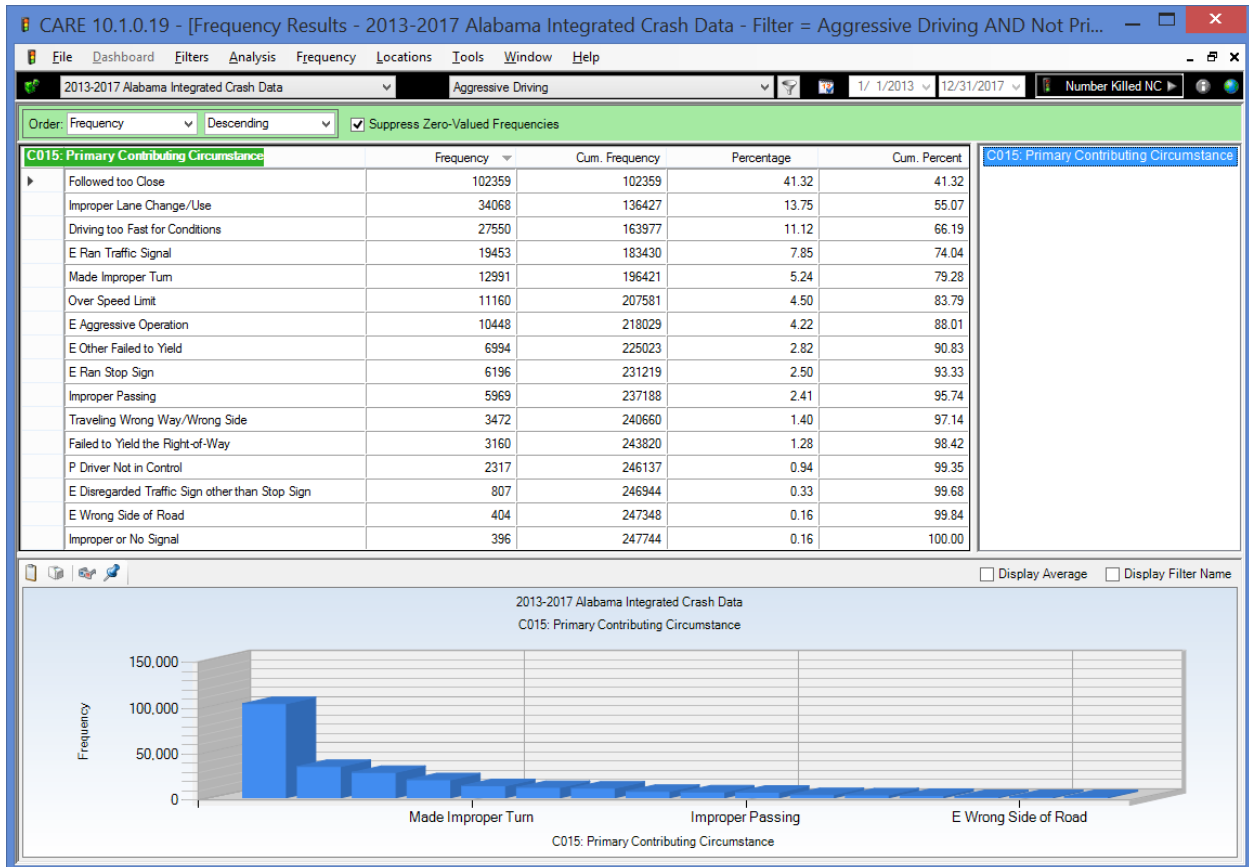 CARE 10.1.0.19 - [Frequency Results - 2013-2017 Alabama Integrated Crash Data - Filter = Aggressive Driving AND Not Pri...
File Dashboard Filters Analysis Frequency Locations Tools Window Help
2013-2017 Alabama Integrated Crash Data Aggressive Driving 1/ 1/2013 12/31/2017 Number Killed NC
Order: Frequency Descending Suppress Zero-Valued Frequencies
C015: Primary Contributing Circumstance Frequency Cum. Frequency Percentage Cum. Percent C015: Primary Contributing Circumstance
Followed too Close 102359 102359 41.32 41.32
Improper Lane Change/Use 34068 136427 13.75 55.07
Driving too Fast for Conditions 27550 163977 11.12 66.19
E Ran Traffic Signal 19453 183430 7.85 74.04
Made Improper Turn 12991 196421 5.24 79.28
Over Speed Limit 11160 207581 4.50 83.79
E Aggressive Operation 10448 218029 4.22 88.01
E Other Failed to Yield 6994 225023 2.82 90.83
E Ran Stop Sign 6196 231219 2.50 93.33
Improper Passing 5969 237188 2.41 95.74
Traveling Wrong Way/Wrong Side 3472 240660 1.40 97.14
Failed to Yield the Right-of-Way 3160 243820 1.28 98.42
P Driver Not in Control 2317 246137 0.94 99.35
E Disregarded Traffic Sign other than Stop Sign 807 246944 0.33 99.68
E Wrong Side of Road 404 247348 0.16 99.84
Improper or No Signal 396 247744 0.16 100.00
Display Average Display Filter Name
2013-2017 Alabama Integrated Crash Data
C015: Primary Contributing Circumstance
150,000
100,000
50,000
0
Frequency
Made Improper Turn Improper Passing E Wrong Side of Road
C015: Primary Contributing Circumstance